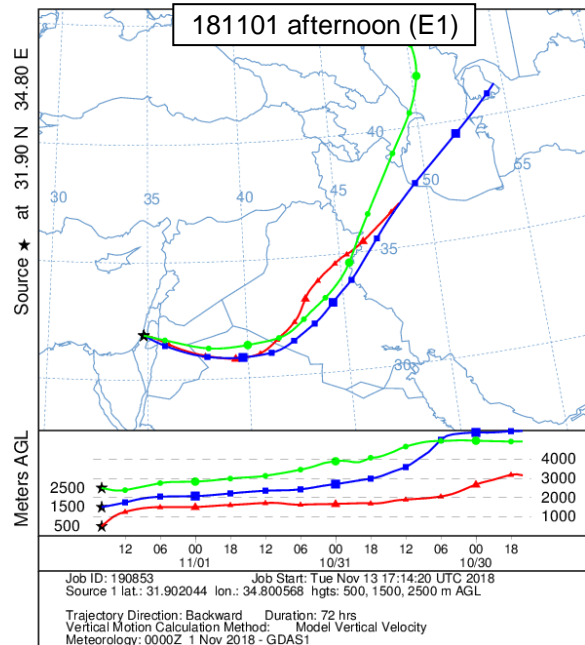 181101 afternoon (E1)
Source ★ at 31.90 N 34.80 E
30
35
40
45
40
50
55
35
30
Meters AGL
2500
1500
500
4000
3000
2000
1000
12 06 00 18 12 06 00 18 12 06 00 18
11/01 10/31 10/30
Job ID: 190853 Job Start: Tue Nov 13 17:14:20 UTC 2018
Source 1 lat.: 31.902044 lon.: 34.800568 hgts: 500, 1500, 2500 m AGL
Trajectory Direction: Backward Duration: 72 hrs
Vertical Motion Calculation Method: Model Vertical Velocity
Meteorology: 0000Z 1 Nov 2018 - GDAS1